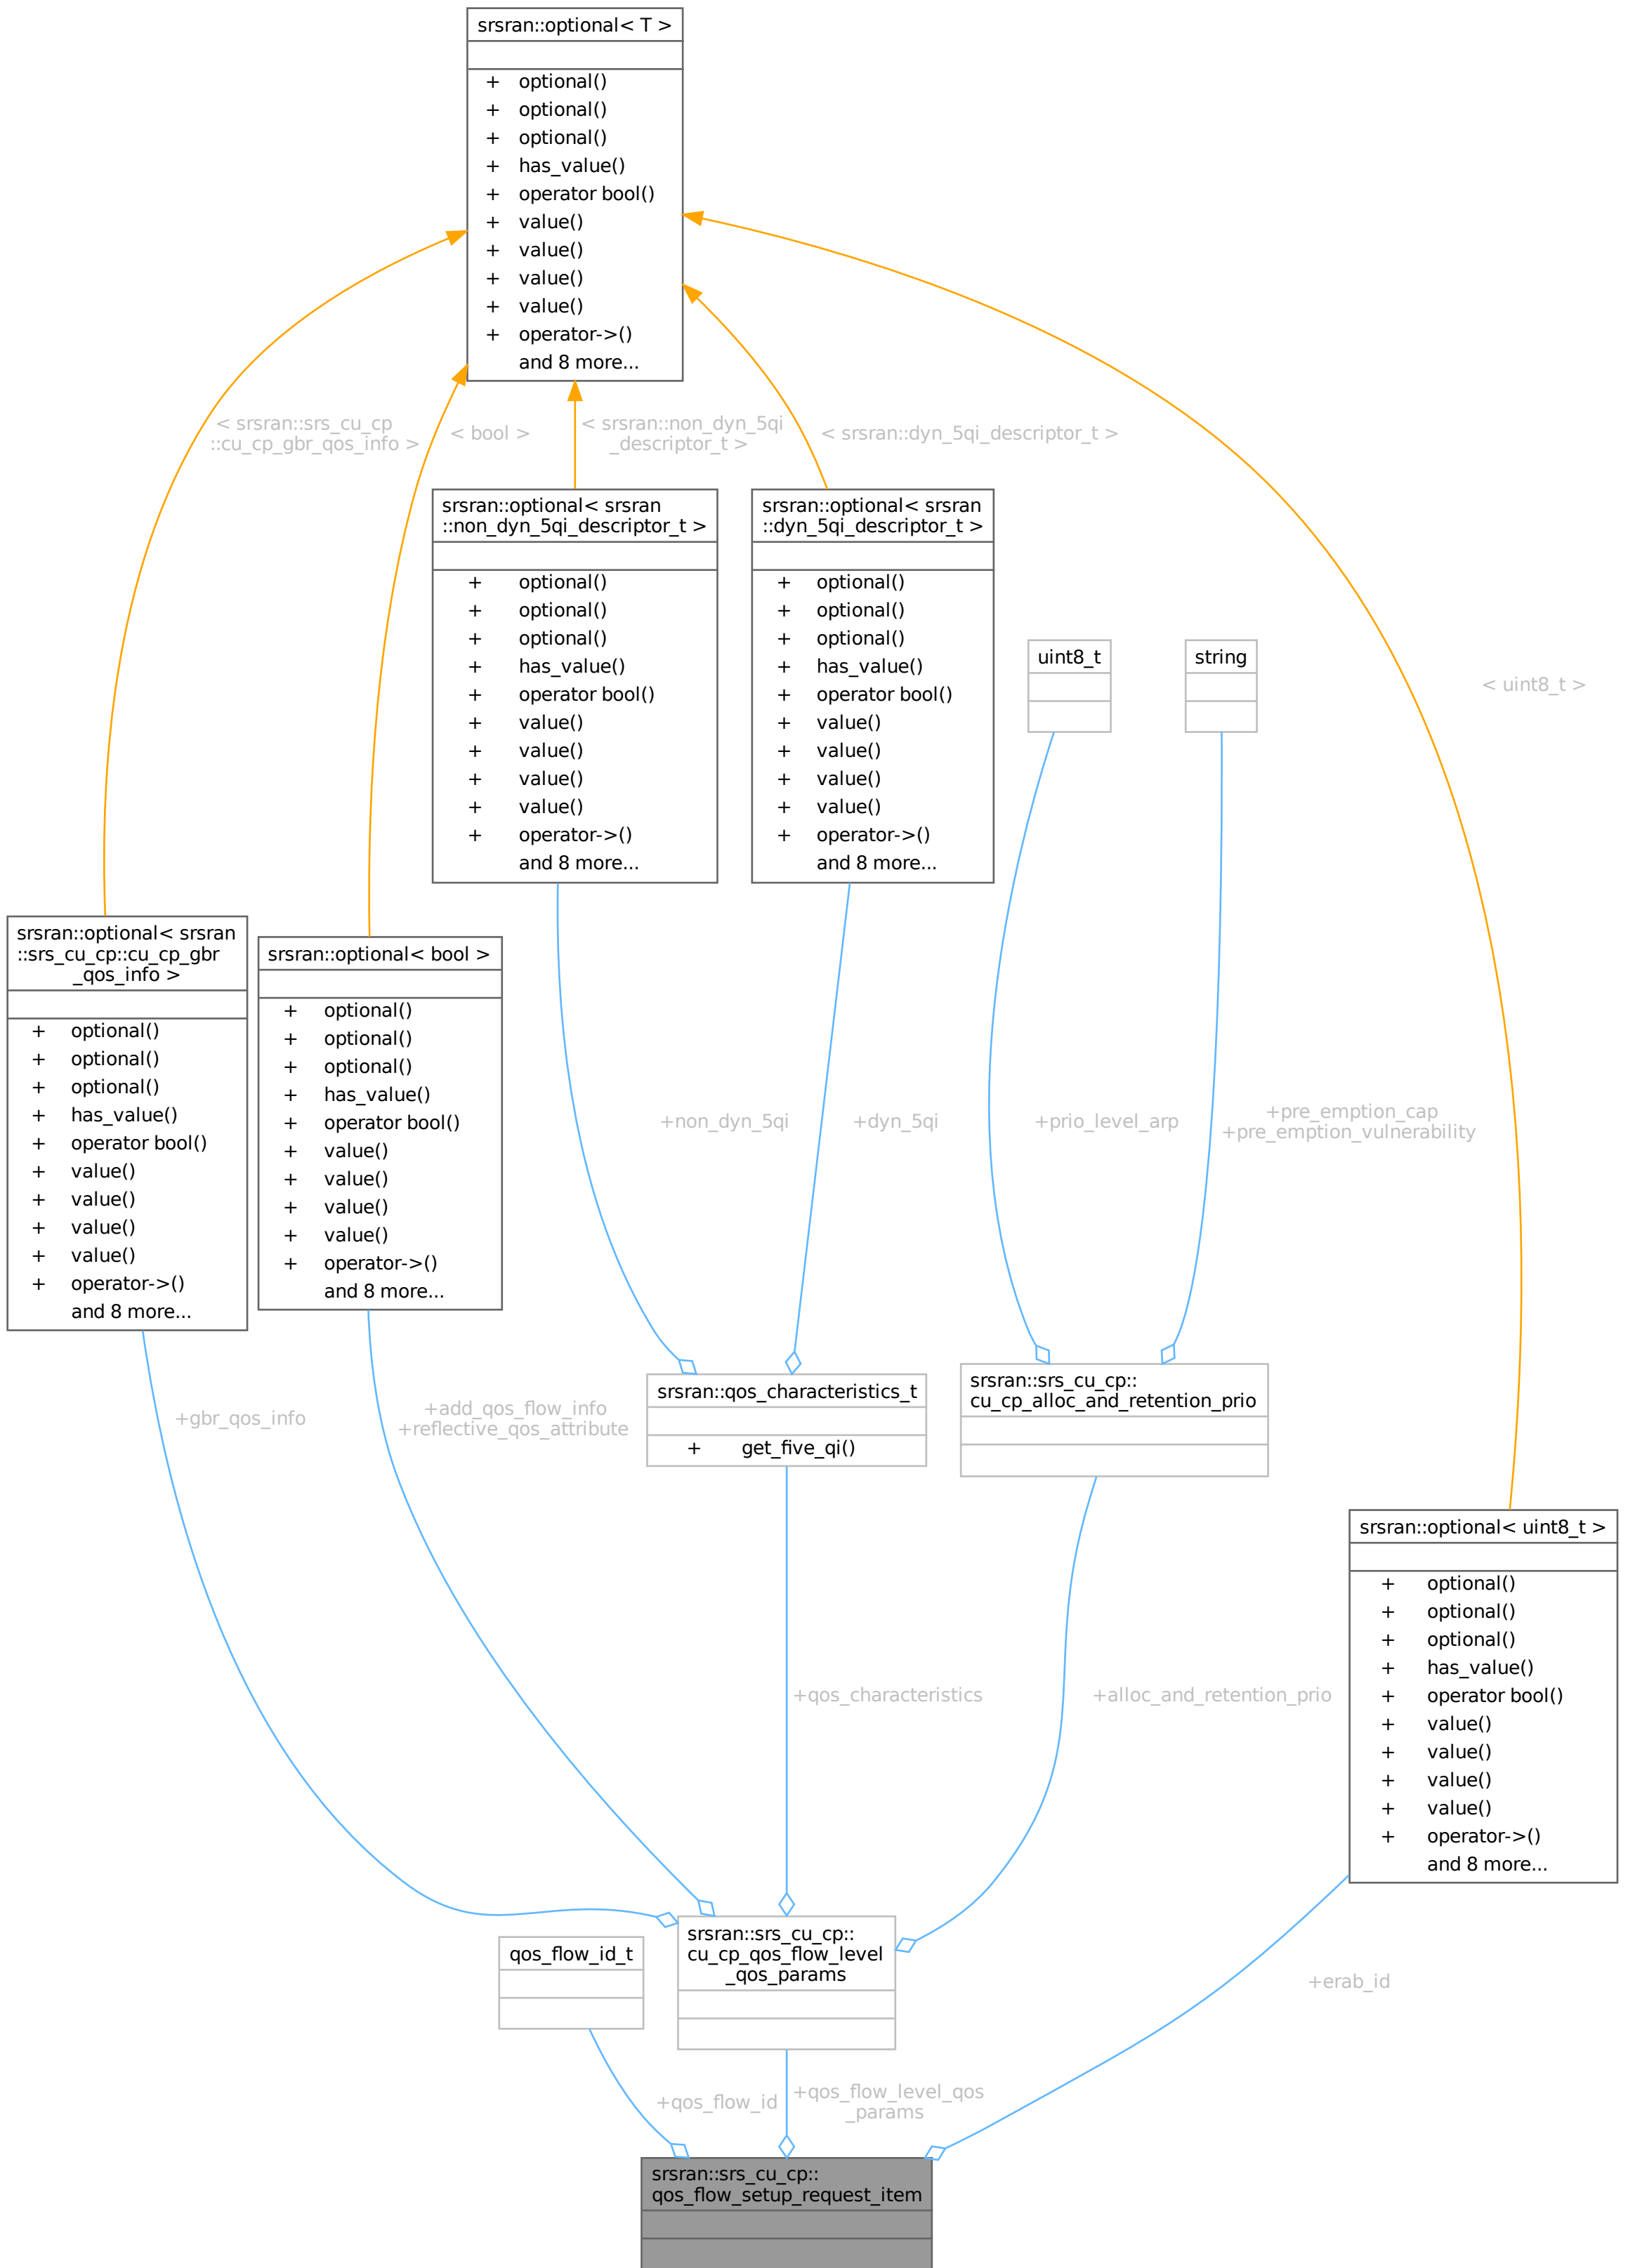 srsran::optional< T >
+ optional()
+ optional()
+ optional()
+ has_value()
+ operator bool()
+ value()
+ value()
+ value()
+ value()
+ operator->()
and 8 more...
< srsran::srs_cu_cp
::cu_cp_gbr_qos_info >
< bool >
< srsran::non_dyn_5qi
_descriptor_t >
< srsran::dyn_5qi_descriptor_t >
< uint8_t >
srsran::optional< srsran
::non_dyn_5qi_descriptor_t >
+ optional()
+ optional()
+ optional()
+ has_value()
+ operator bool()
+ value()
+ value()
+ value()
+ value()
+ operator->()
and 8 more...
srsran::optional< srsran
::dyn_5qi_descriptor_t >
+ optional()
+ optional()
+ optional()
+ has_value()
+ operator bool()
+ value()
+ value()
+ value()
+ value()
+ operator->()
and 8 more...
uint8_t
string
srsran::optional< srsran
::srs_cu_cp::cu_cp_gbr
_qos_info >
+ optional()
+ optional()
+ optional()
+ has_value()
+ operator bool()
+ value()
+ value()
+ value()
+ value()
+ operator->()
and 8 more...
srsran::optional< bool >
+ optional()
+ optional()
+ optional()
+ has_value()
+ operator bool()
+ value()
+ value()
+ value()
+ value()
+ operator->()
and 8 more...
+non_dyn_5qi
+dyn_5qi
+prio_level_arp
+pre_emption_cap
+pre_emption_vulnerability
srsran::qos_characteristics_t
+ get_five_qi()
srsran::srs_cu_cp::
cu_cp_alloc_and_retention_prio
+gbr_qos_info
+add_qos_flow_info
+reflective_qos_attribute
srsran::optional< uint8_t >
+ optional()
+ optional()
+ optional()
+ has_value()
+ operator bool()
+ value()
+ value()
+ value()
+ value()
+ operator->()
and 8 more...
+qos_characteristics
+alloc_and_retention_prio
qos_flow_id_t
srsran::srs_cu_cp::
cu_cp_qos_flow_level
_qos_params
+erab_id
+qos_flow_id
+qos_flow_level_qos
_params
srsran::srs_cu_cp::
qos_flow_setup_request_item